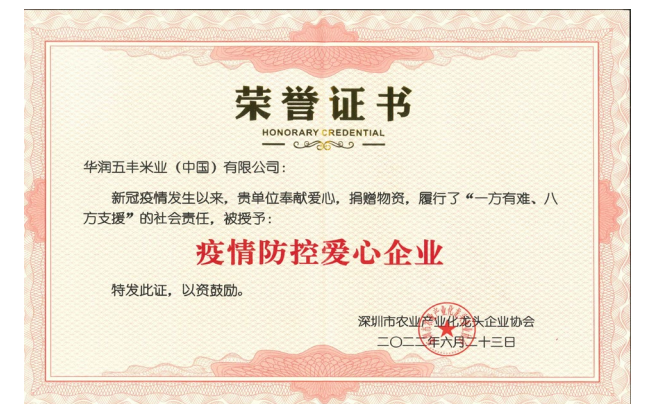 荣誉证书
HONORARY CREDENTIAL
华润五丰米业（中国）有限公司：
新冠疫情发生以来，贵单位奉献爱心，捐赠物资，履行了“一方有难、八
方支援”的社会责任，被授予：
疫情防控爱心企业
特发此证，以资鼓励。
深圳市农业产业化龙头企业协会
二〇二二年六月二十三日